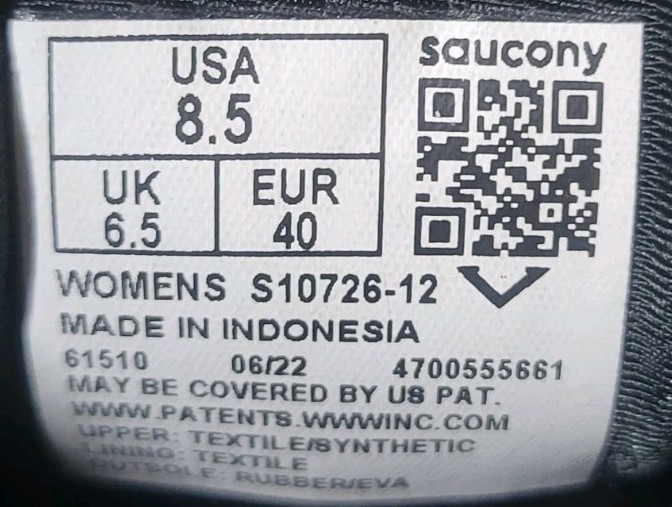 USA
8.5
UK
6.5
EUR
40
saucony
WOMENS S10726-12
MADE IN INDONESIA
61510 06/22 4700555661
MAY BE COVERED BY US PAT.
WWW.PATENTS.WWWINC.COM
UPPER: TEXTILE/SYNTHETIC
LINING: TEXTILE
OUTSOLE: RUBBER/EVA